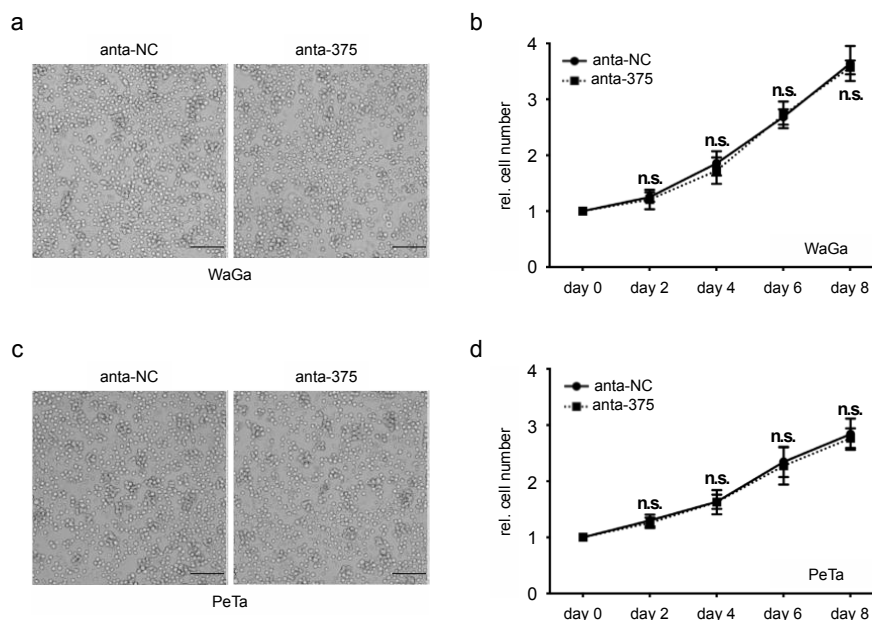 a
anta-NC
anta-375
WaGa
b
4
3
2
1
0
rel. cell number
anta-NC
anta-375
n.s.
n.s.
n.s.
n.s.
WaGa
day 0
day 2
day 4
day 6
day 8
c
anta-NC
anta-375
PeTa
d
4
3
2
1
0
rel. cell number
anta-NC
anta-375
n.s.
n.s.
n.s.
n.s.
PeTa
day 0
day 2
day 4
day 6
day 8